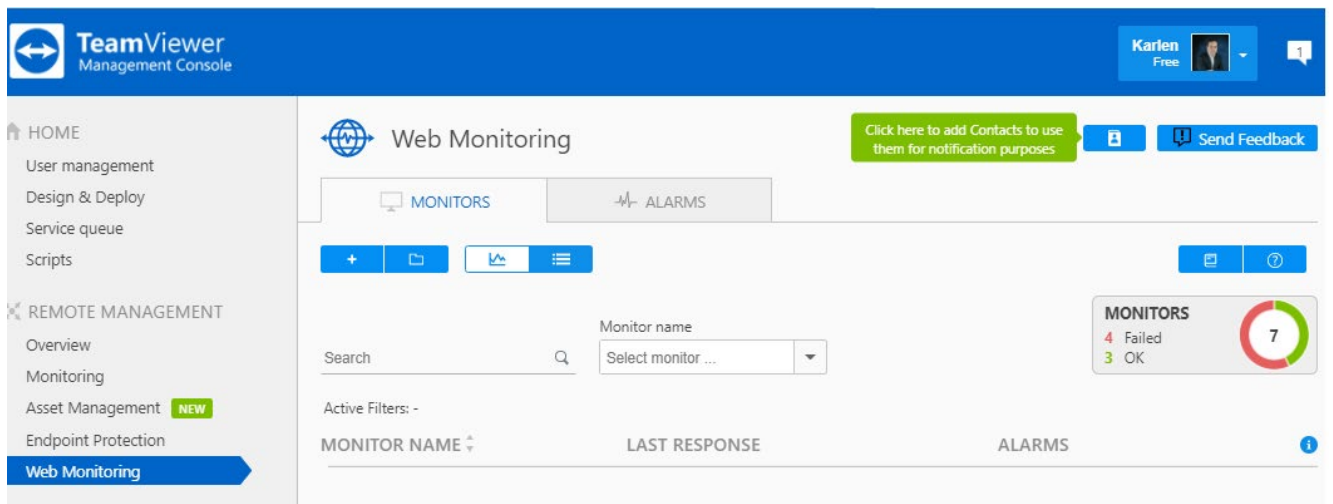 TeamViewer
Management Console
Karlen
Free
1
HOME
User management
Design & Deploy
Service queue
Scripts
REMOTE MANAGEMENT
Overview
Monitoring
Asset Management NEW
Endpoint Protection
Web Monitoring
Web Monitoring
Click here to add Contacts to use
them for notification purposes
Send Feedback
MONITORS
ALARMS
MONITORS
4 Failed
3 OK
7
Monitor name
Search
Select monitor ...
Active Filters: -
MONITOR NAME
LAST RESPONSE
ALARMS